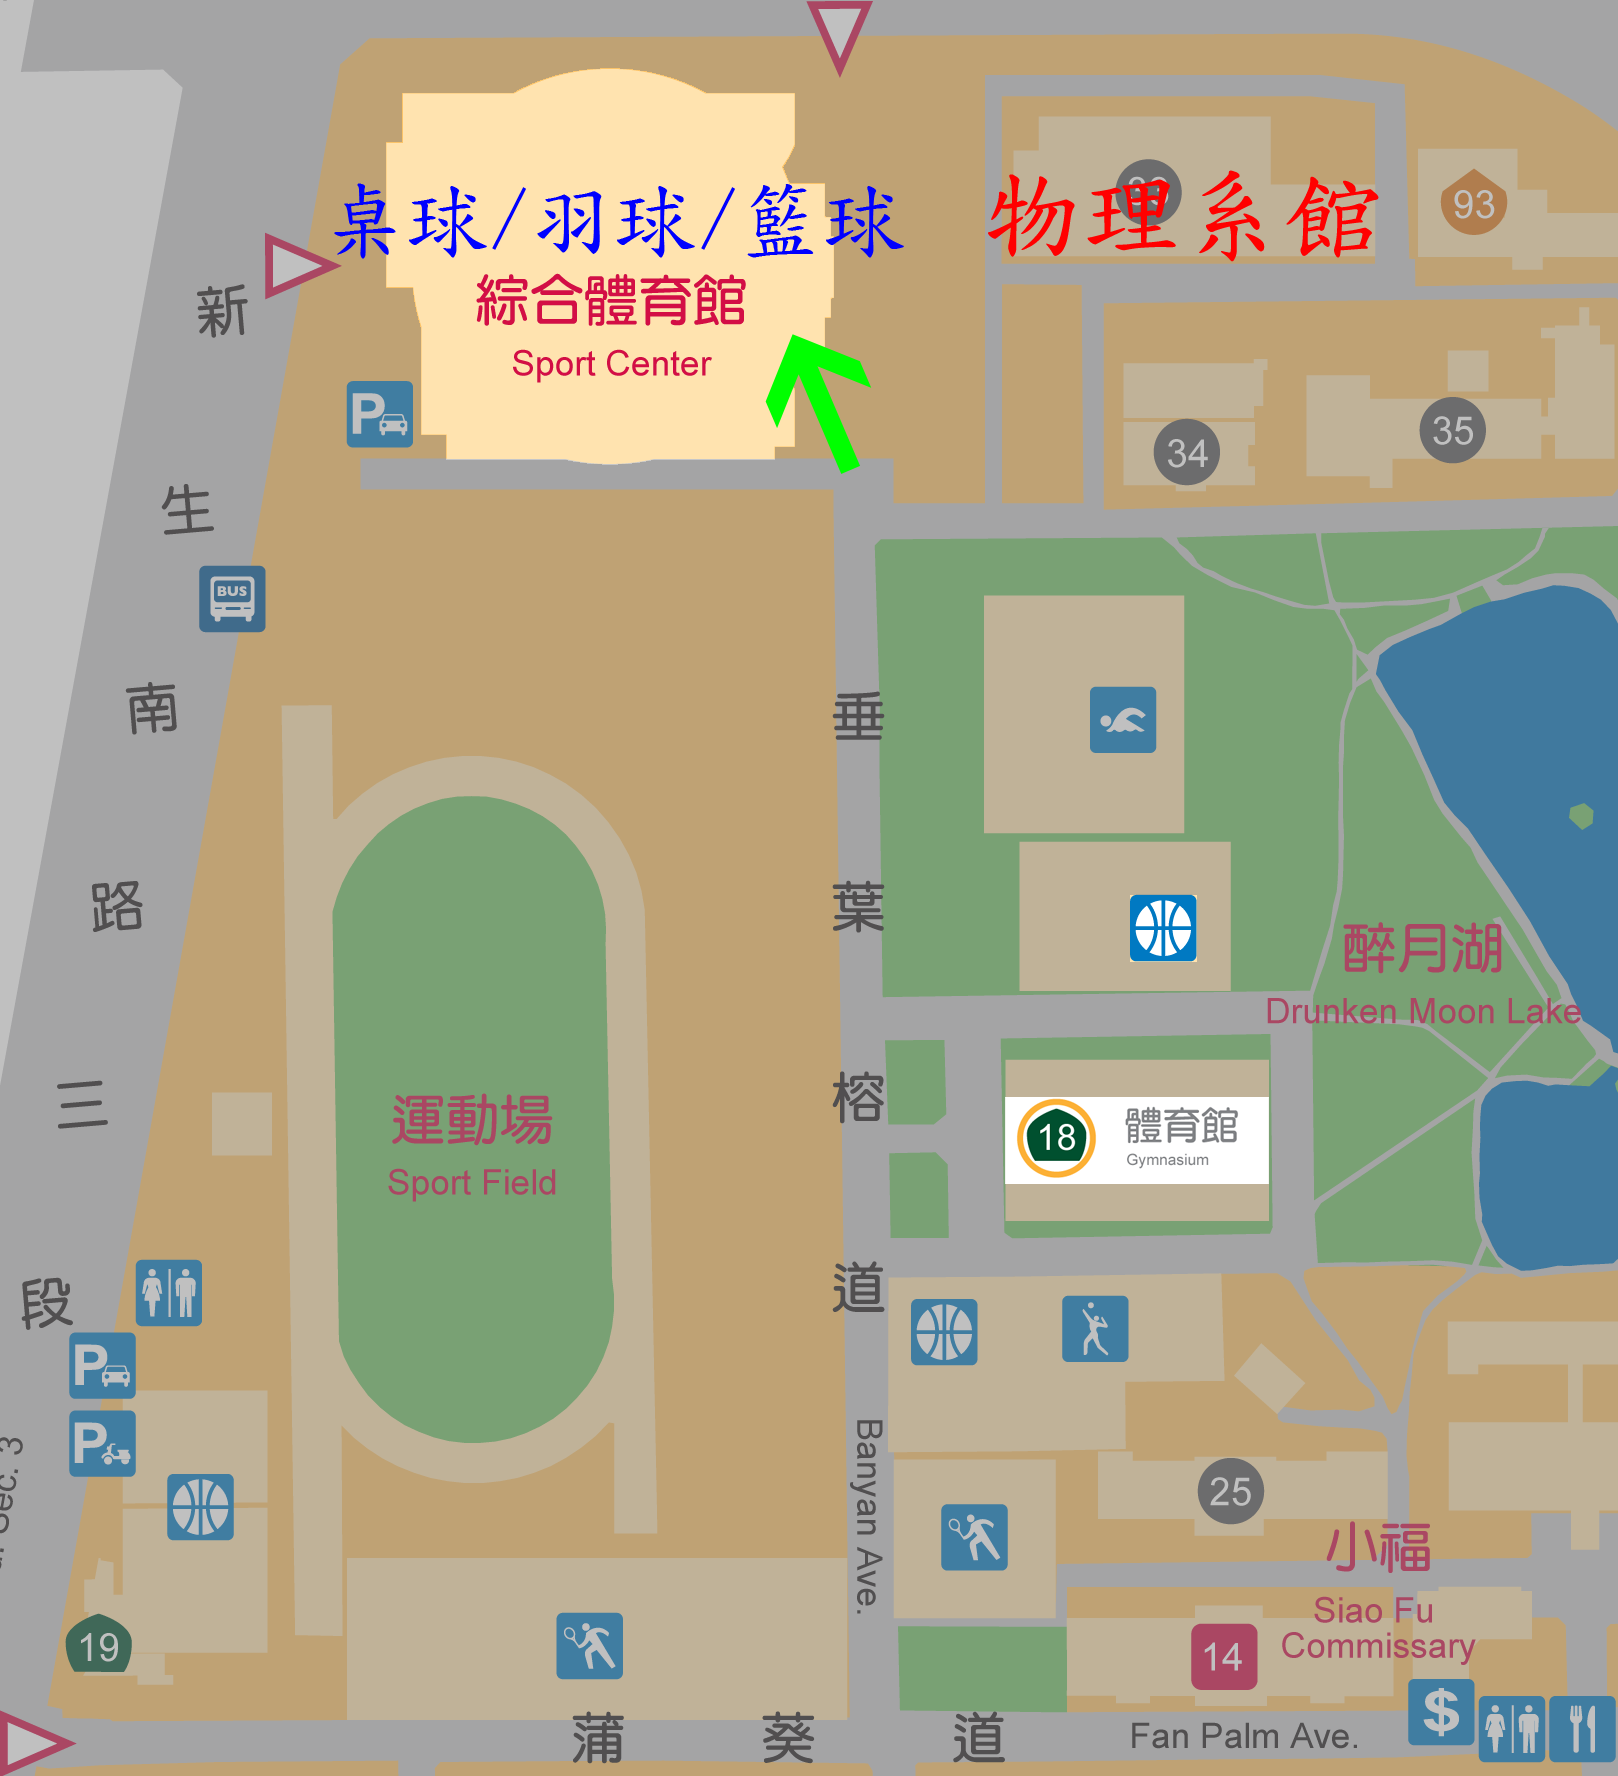 93
桌球/羽球/籃球
物理系館
綜合體育館
Sport Center
P
34
35
BUS
新生南路三段
垂葉榕道
Banyan Ave.
醉月湖
Drunken Moon Lake
運動場
Sport Field
18
體育館
Gymnasium
P
P
25
小福
Siao Fu
Commissary
14
19
$
蒲葵道
Fan Palm Ave.
Sec. 3